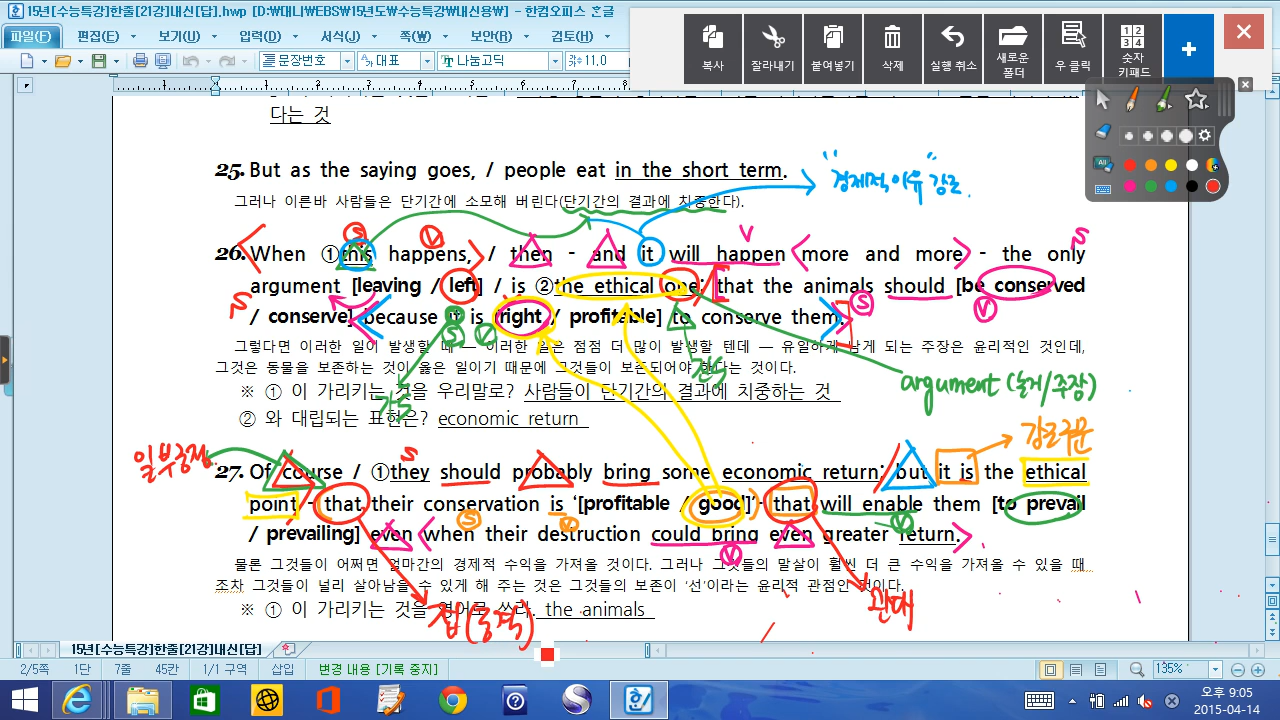 15년[수능특강]한줄[21강]내신[답].hwp [D:\대니\EBS\15년도\수능특강\내신용\] - 한컴오피스 한글
파일(F) 편집(E) 보기(U) 입력(D) 서식(J) 쪽(W) 보안(R) 검토(H)
복사 잘라내기 붙여넣기 삭제 실행 취소 새로운 폴더 우 클릭 숫자 키패드
문장번호 대표 나눔고딕 11.0
다는 것
25. But as the saying goes, / people eat in the short term.
"경제적 이유" 강조
그러나 이른바 사람들은 단기간에 소모해 버린다(단기간의 결과에 치중한다).
26. When ①this happens, / then - and it will happen more and more - the only
argument [leaving / left] / is ②the ethical one: that the animals should [be conserved
/ conserve] because it is [right / profitable] to conserve them.
그렇다면 이러한 일이 발생할 때 — 이러한 일은 점점 더 많이 발생할 텐데 — 유일하게 남게 되는 주장은 윤리적인 것인데,
그것은 동물을 보존하는 것이 옳은 일이기 때문에 그것들이 보존되어야 한다는 것이다.
가주 진주
argument (논거/주장)
※ ① 이 가리키는 것을 우리말로? 사람들이 단기간의 결과에 치중하는 것
② 와 대립되는 표현은? economic return
일부긍정
강조구문
27. Of course / ①they should probably bring some economic return; but it is the ethical
point - that their conservation is '[profitable / good]'- that will enable them [to prevail
/ prevailing] even when their destruction could bring even greater return.
물론 그것들이 어쩌면 얼마간의 경제적 수익을 가져올 것이다. 그러나 그것들의 말살이 훨씬 더 큰 수익을 가져올 수 있을 때
조차 그것들이 널리 살아남을 수 있게 해 주는 것은 그것들의 보존이 '선'이라는 윤리적 관점인 것이다.
※ ① 이 가리키는 것을 영어로 쓰라. the animals
접(동격)
관대
15년[수능특강]한줄[21강]내신[답]
2/5쪽 1단 7줄 45칸 1/1 구역 삽입 변경 내용 [기록 중지] 135%
오후 9:05
2015-04-14